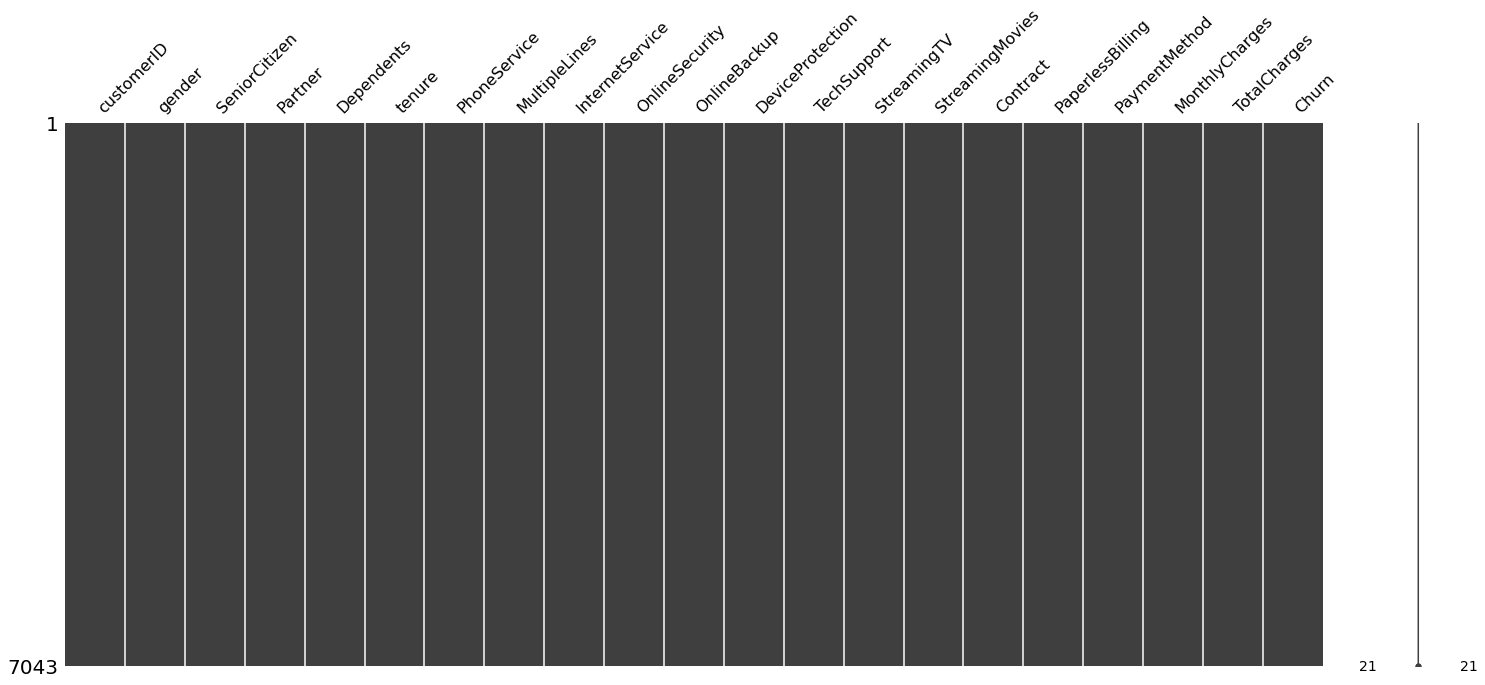 customerID
gender
SeniorCitizen
Partner
Dependents
tenure
PhoneService
MultipleLines
InternetService
OnlineSecurity
OnlineBackup
DeviceProtection
TechSupport
StreamingTV
StreamingMovies
Contract
PaperlessBilling
PaymentMethod
MonthlyCharges
TotalCharges
Churn
1
7043
21
21